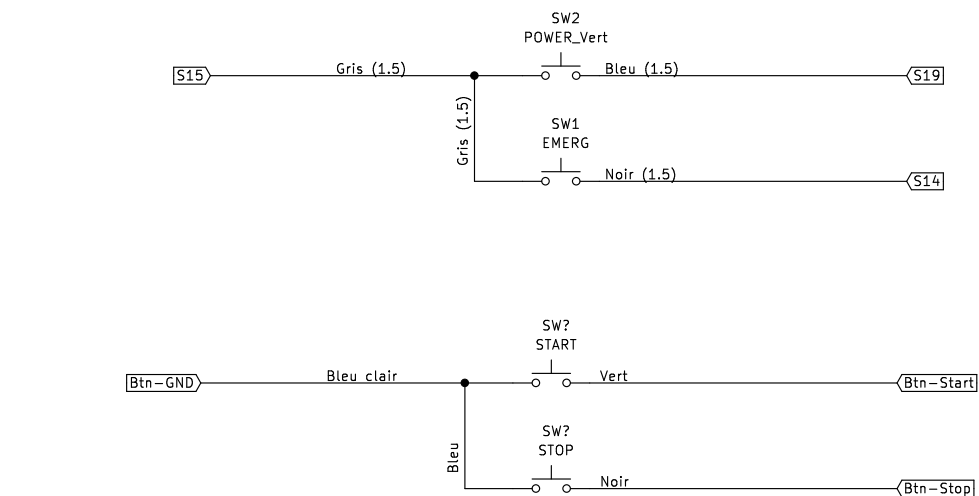 SW2
POWER_Vert
S15
Gris (1.5)
Bleu (1.5)
S19
Gris (1.5)
SW1
EMERG
Noir (1.5)
S14
SW?
START
Btn-GND
Bleu clair
Vert
Btn-Start
SW?
STOP
Bleu
Noir
Btn-Stop